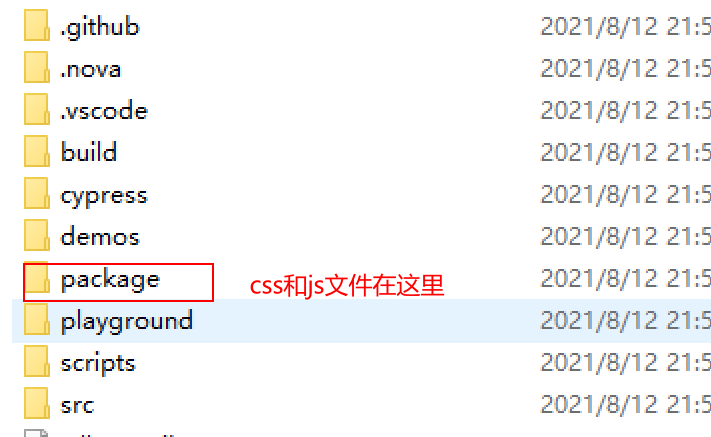 .github 2021/8/12 21:5
.nova 2021/8/12 21:5
.vscode 2021/8/12 21:5
build 2021/8/12 21:5
cypress 2021/8/12 21:5
demos 2021/8/12 21:5
package css和js文件在这里 2021/8/12 21:5
playground 2021/8/12 21:5
scripts 2021/8/12 21:5
src 2021/8/12 21:5